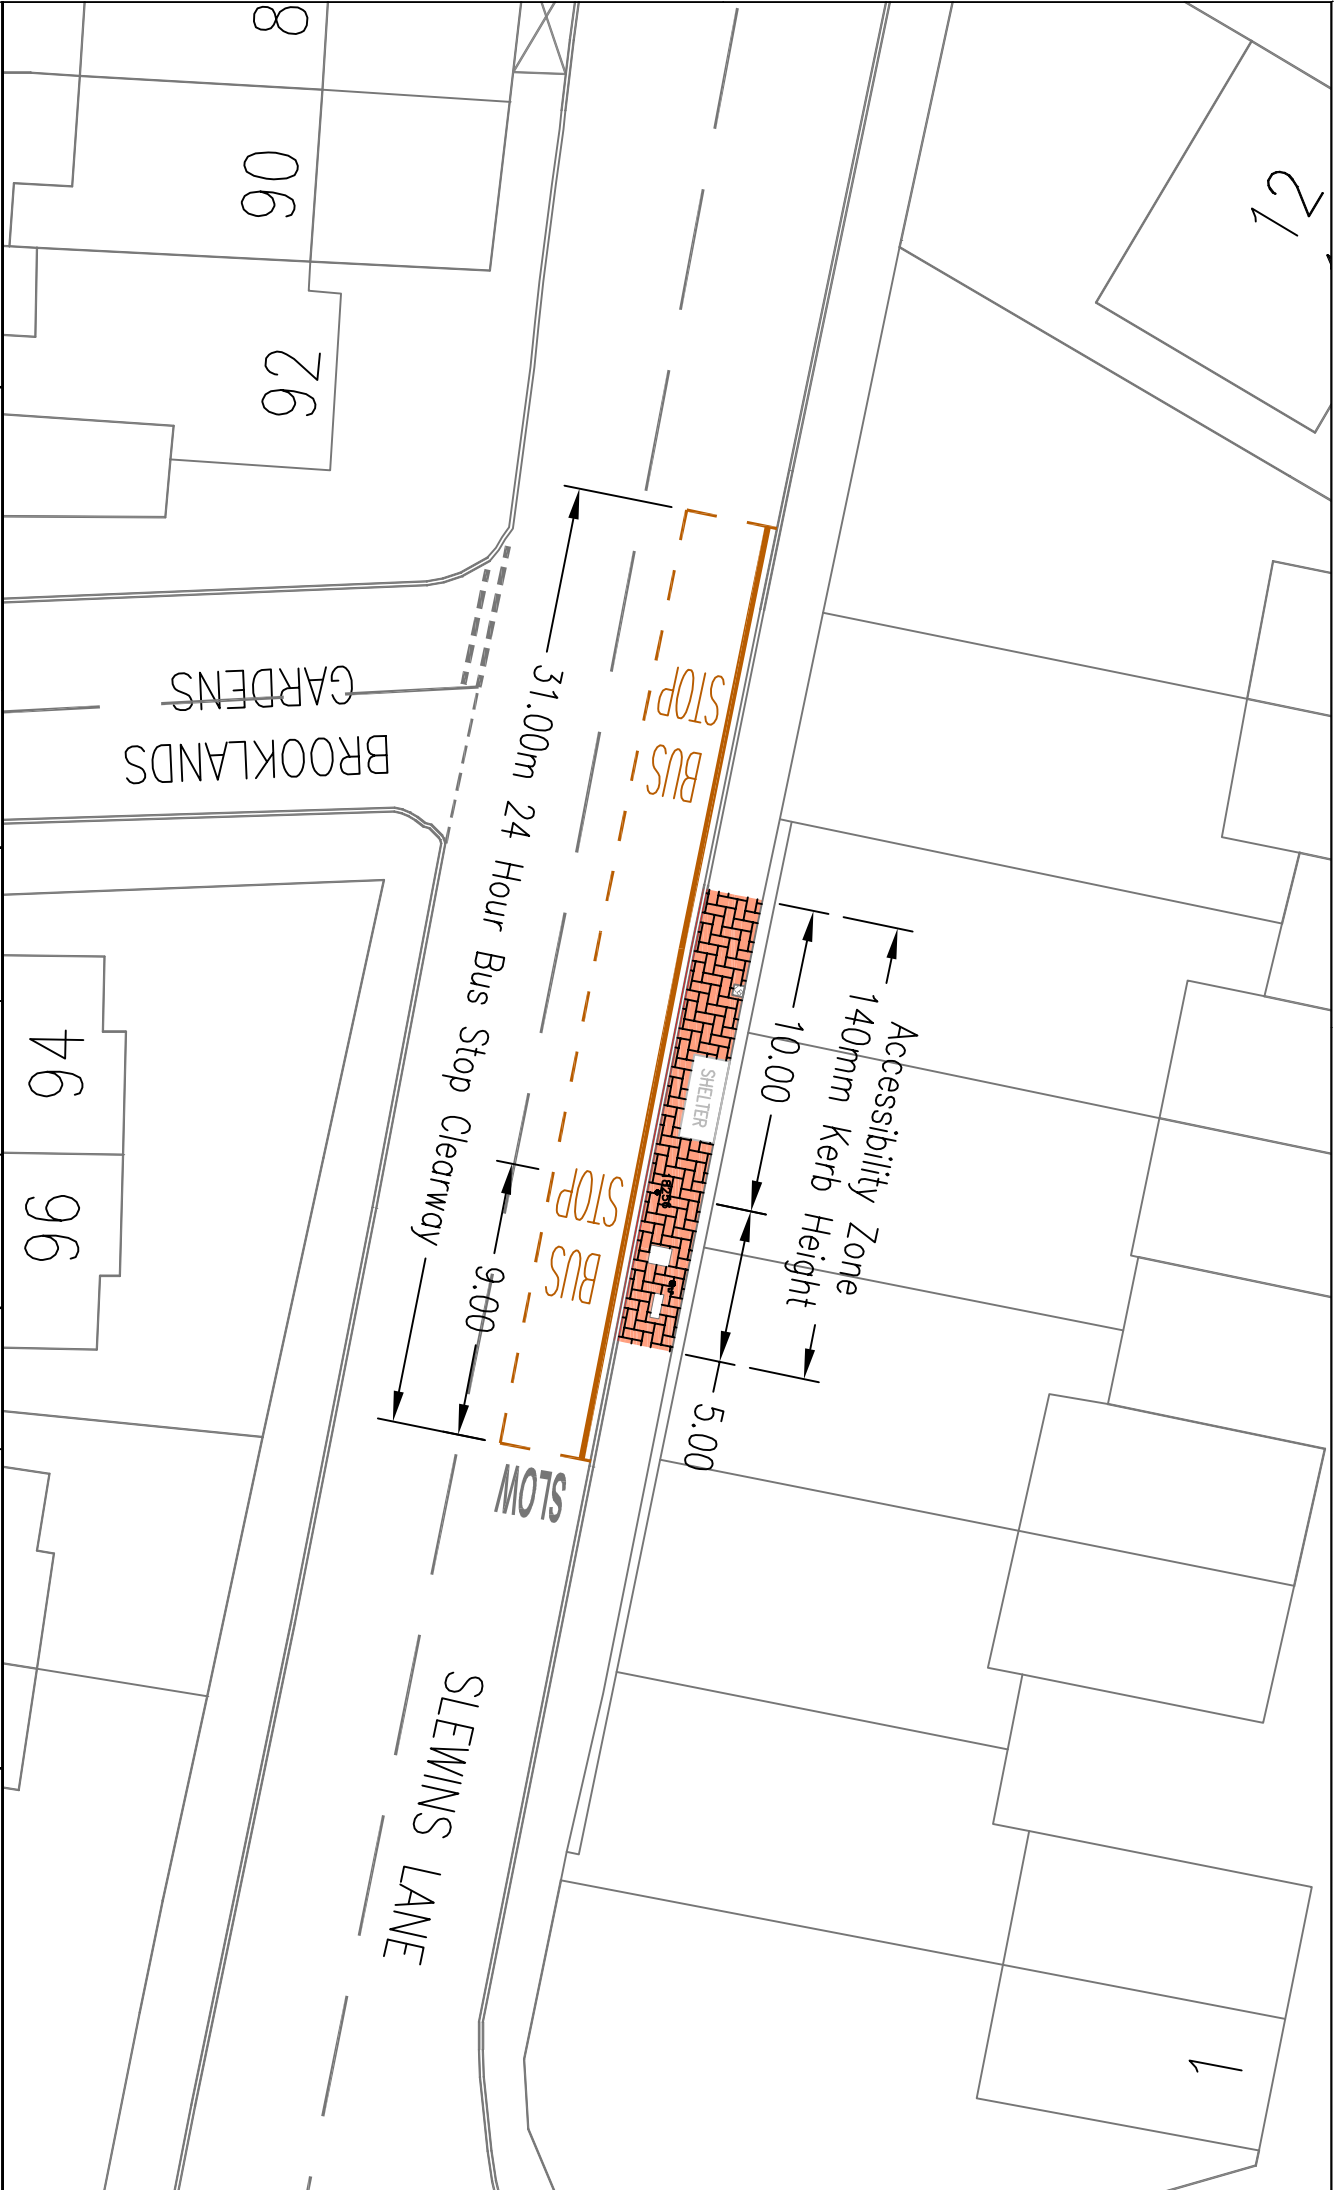 8
90
92
12
BROOKLANDS
GARDENS
31.00m 24 Hour Bus Stop Clearway
9.00
BUS
STOP
BUS
STOP
SHELTER
10.00
Accessibility Zone
140mm Kerb Height
5.00
SLOW
94
96
SLEWINS LANE
1